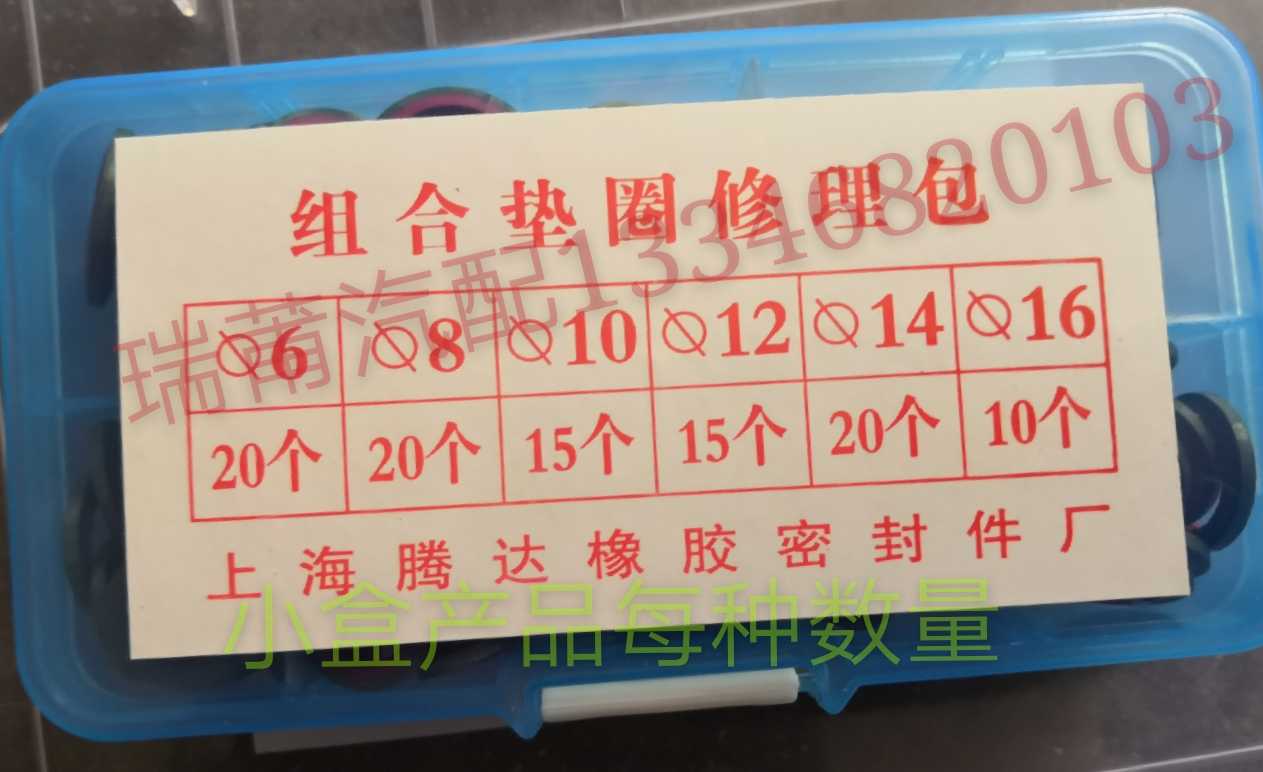 组合垫圈修理包
瑞莆汽配13346820103
∅6 ∅8 ∅10 ∅12 ∅14 ∅16
20个 20个 15个 15个 20个 10个
上海腾达橡胶密封件厂
小盒产品每种数量